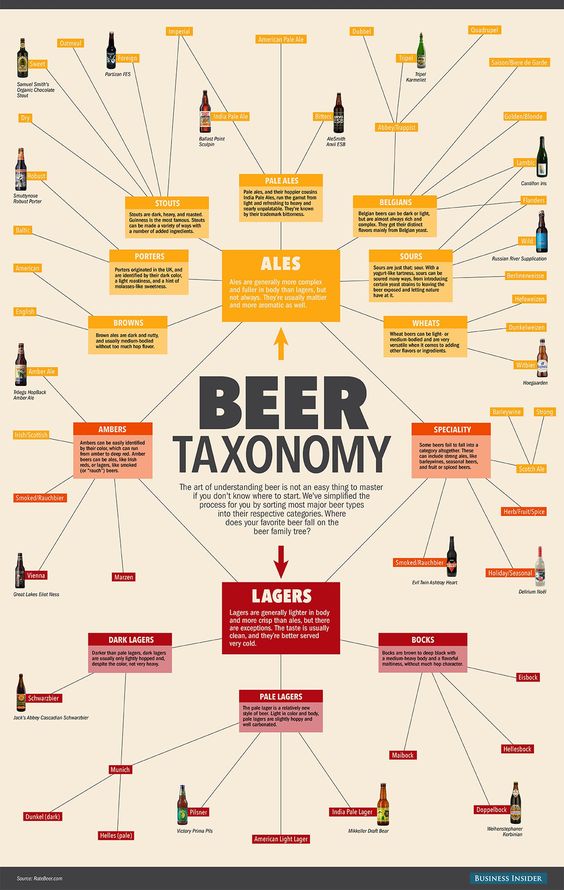 Imperial
American Pale Ale
Dubbel
Quadrupel
Oatmeal
Sweet
Foreign
Tripel
Saison/Biere de Garde
Partizan FES
Tripel
Karmeliet
Samuel Smith's
Organic Chocolate
Stout
Dry
India Pale Ale
Bitters
Golden/Blonde
Ballast Point
Sculpin
AleSmith
Anvil ESB
Abbey/Trappist
Robust
Smuttynose
Robust Porter
Lambic
Cantillon Iris
PALE ALES
Pale ales, and their hoppier cousins
India Pale Ales, run the gamut from
light and refreshing to heavy and
nearly unpalatable. They're known by
their trademark bitterness.
STOUTS
Stouts are dark, heavy, and roasted.
Guinness is the most famous. Stouts
can be made a variety of ways with
a number of added ingredients.
BELGIANS
Belgian beers can be dark or light,
but are almost always rich and
complex. They get their distinct
flavors mainly from Belgian yeast.
Flanders
Baltic
Wild
Russian River Supplication
PORTERS
Porters originated in the UK, and
are identified by their dark color,
a light roastiness, and a hint of
molasses-like sweetness.
ALES
Ales are generally more complex
and fuller in body than lagers, but
not always. They're usually maltier
and more aromatic as well.
SOURS
Sours are just that; sour. With a
yogurt-like tartness, sours can be
made many ways, from introducing
certain yeast strains to leaving the
beer exposed and letting nature
have at it.
American
Berlinerweisse
Hefeweizen
English
BROWNS
Brown ales are dark and nutty,
and usually medium-bodied
without too much hop flavor.
WHEATS
Wheat beers can be light- or
medium-bodied and are very
versatile when it comes to adding
other flavors or ingredients.
Dunkelweizen
Witbier
Hoegaarden
Amber Ale
Tröegs HopBack
Amber Ale
BEER
TAXONOMY
The art of understanding beer is not an easy thing to master
if you don't know where to start. We've simplified the
process for you by sorting most major beer types
into their respective categories. Where
does your favorite beer fall on the
beer family tree?
Barleywine
Strong
Irish/Scottish
AMBERS
Ambers can be easily identified
by their color, which can run
from amber to deep red. Amber
beers can be ales, like Irish
reds, or lagers, like smoked
(or "rauch") beers.
SPECIALITY
Some beers fail to fall into a
category altogether. These
can include strong ales, like
barleywines, seasonal beers,
and fruit or spiced beers.
Scotch Ale
Smoked/Rauchbier
Herb/Fruit/Spice
Vienna
Great Lakes Eliot Ness
Marzen
Smoked/Rauchbier
Evil Twin Ashtray Heart
Holiday/Seasonal
Delirium Noël
LAGERS
Lagers are generally lighter in body
and more crisp than ales, but there
are exceptions. The taste is usually
clean, and they're better served
very cold.
DARK LAGERS
Darker than pale lagers, dark lagers
are usually only lightly hopped and,
despite the color, not very heavy.
BOCKS
Bocks are brown to deep black with
a medium-heavy body and a flavorful
maltiness, without much hop character.
Eisbock
Schwarzbier
Jack's Abbey Cascadian Schwarzbier
PALE LAGERS
The pale lager is a relatively new
style of beer. Light in color and body,
pale lagers are slightly hoppy and
well carbonated.
Hellesbock
Maibock
Munich
Dunkel (dark)
Helles (pale)
Pilsner
Victory Prima Pils
American Light Lager
India Pale Lager
Mikkeller Draft Bear
Doppelbock
Weihenstephaner
Korbinian
Source: RateBeer.com
BUSINESS INSIDER